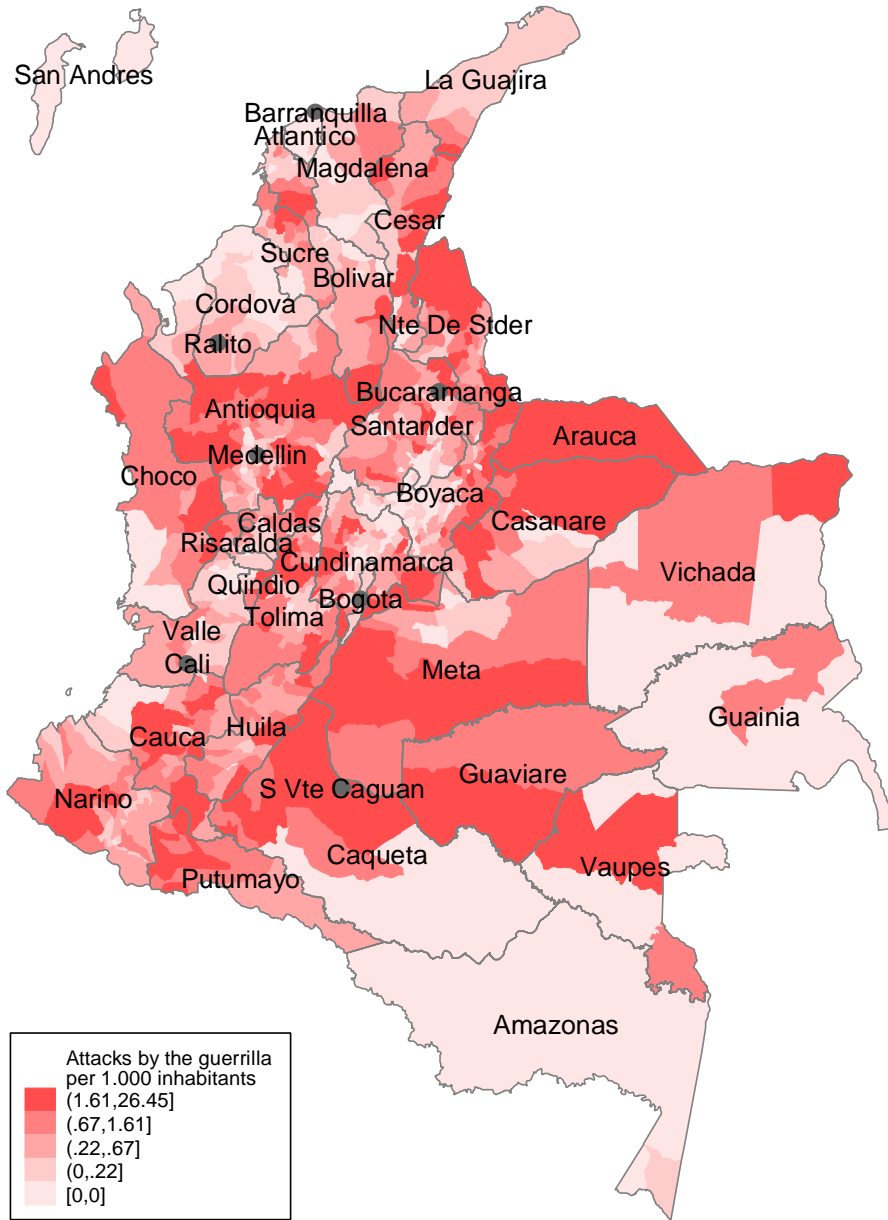 San Andres
La Guajira
Barranquilla
Atlantico
Magdalena
Cesar
Sucre
Bolivar
Cordova
Nte De Stder
Ralito
Bucaramanga
Antioquia
Santander
Arauca
Medellin
Choco
Boyaca
Caldas
Casanare
Risaralda
Cundinamarca
Vichada
Quindio
Bogota
Tolima
Valle
Cali
Meta
Guainia
Huila
Cauca
Guaviare
S Vte Caguan
Narino
Caqueta
Vaupes
Putumayo
Amazonas
Attacks by the guerrilla
per 1.000 inhabitants
(1.61,26.45]
(.67,1.61]
(.22,.67]
(0,.22]
[0,0]